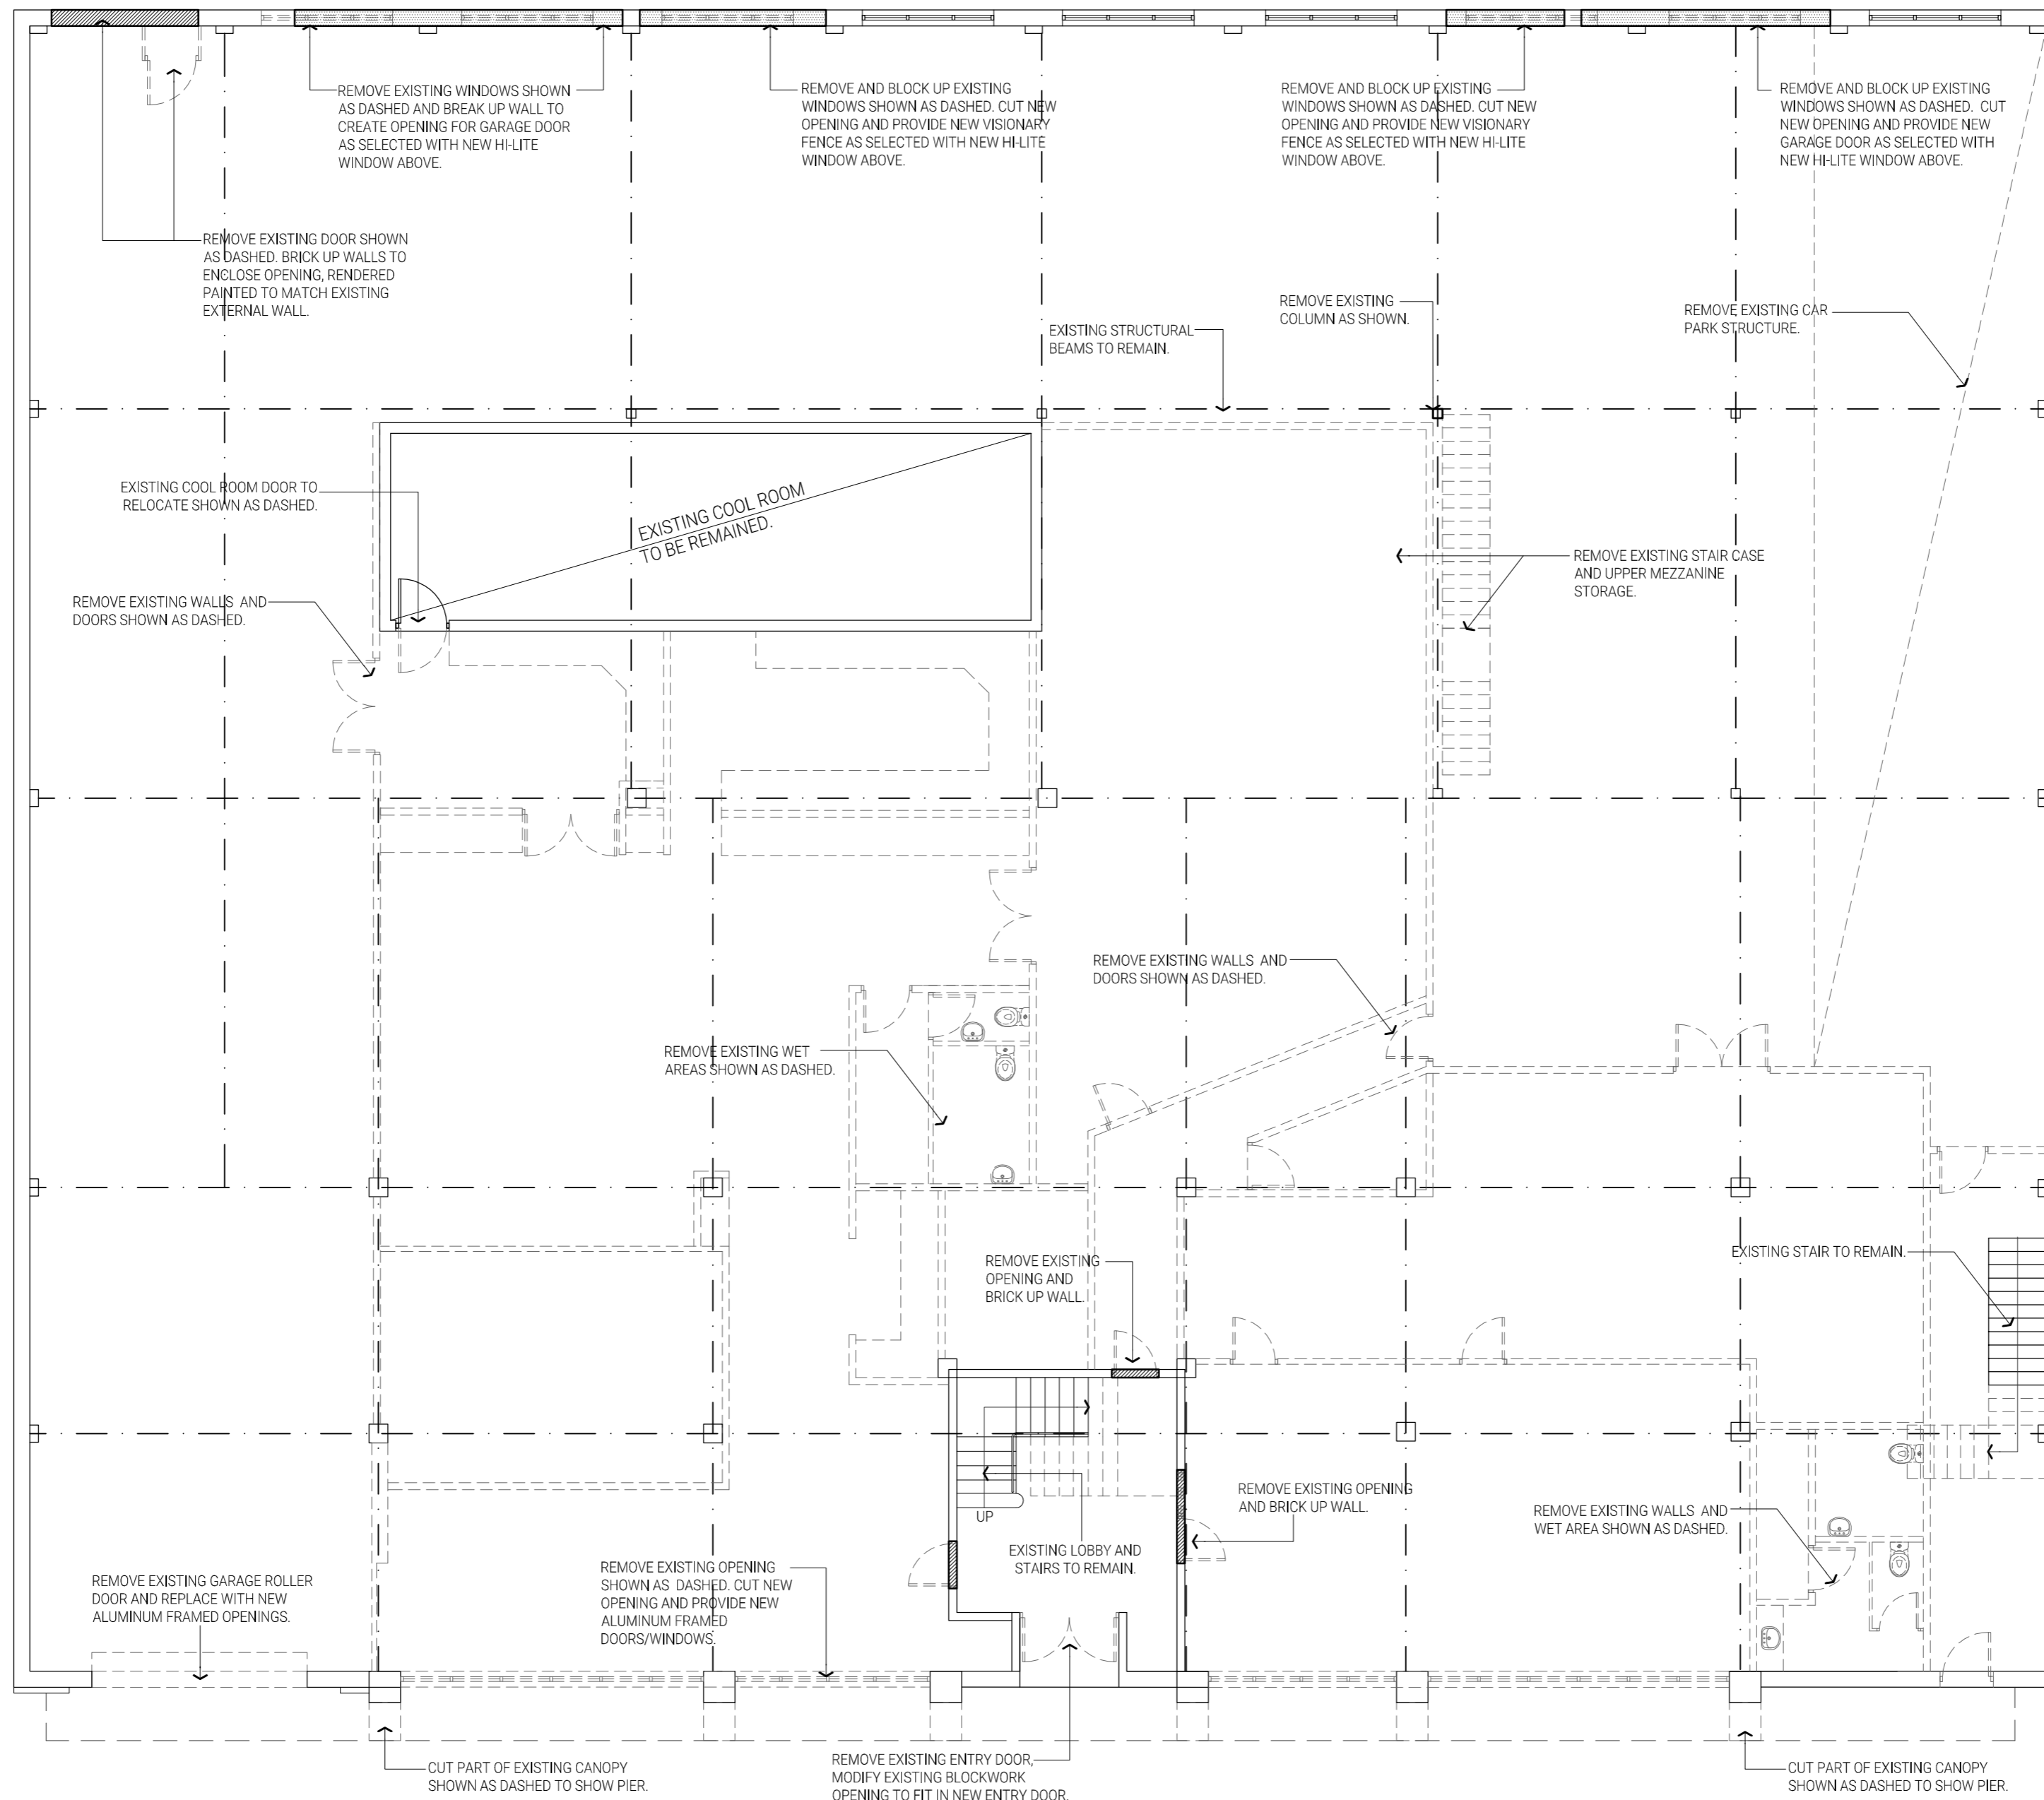 REMOVE EXISTING WINDOWS SHOWN
AS DASHED AND BREAK UP WALL TO
CREATE OPENING FOR GARAGE DOOR
AS SELECTED WITH NEW HI-LITE
WINDOW ABOVE.
REMOVE AND BLOCK UP EXISTING
WINDOWS SHOWN AS DASHED. CUT NEW
OPENING AND PROVIDE NEW VISIONARY
FENCE AS SELECTED WITH NEW HI-LITE
WINDOW ABOVE.
REMOVE AND BLOCK UP EXISTING
WINDOWS SHOWN AS DASHED. CUT NEW
OPENING AND PROVIDE NEW VISIONARY
FENCE AS SELECTED WITH NEW HI-LITE
WINDOW ABOVE.
REMOVE AND BLOCK UP EXISTING
WINDOWS SHOWN AS DASHED. CUT
NEW OPENING AND PROVIDE NEW
GARAGE DOOR AS SELECTED WITH
NEW HI-LITE WINDOW ABOVE.
REMOVE EXISTING DOOR SHOWN
AS DASHED. BRICK UP WALLS TO
ENCLOSE OPENING, RENDERED
PAINTED TO MATCH EXISTING
EXTERNAL WALL.
EXISTING STRUCTURAL
BEAMS TO REMAIN.
REMOVE EXISTING
COLUMN AS SHOWN.
REMOVE EXISTING CAR
PARK STRUCTURE.
EXISTING COOL ROOM DOOR TO
RELOCATE SHOWN AS DASHED.
EXISTING COOL ROOM
TO BE REMAINED.
REMOVE EXISTING STAIR CASE
AND UPPER MEZZANINE
STORAGE.
REMOVE EXISTING WALLS AND
DOORS SHOWN AS DASHED.
REMOVE EXISTING WALLS AND
DOORS SHOWN AS DASHED.
REMOVE EXISTING WET
AREAS SHOWN AS DASHED.
REMOVE EXISTING
OPENING AND
BRICK UP WALL.
EXISTING STAIR TO REMAIN.
REMOVE EXISTING OPENING
AND BRICK UP WALL.
REMOVE EXISTING WALLS AND
WET AREA SHOWN AS DASHED.
UP
EXISTING LOBBY AND
STAIRS TO REMAIN.
REMOVE EXISTING GARAGE ROLLER
DOOR AND REPLACE WITH NEW
ALUMINUM FRAMED OPENINGS.
REMOVE EXISTING OPENING
SHOWN AS DASHED. CUT NEW
OPENING AND PROVIDE NEW
ALUMINUM FRAMED
DOORS/WINDOWS.
CUT PART OF EXISTING CANOPY
SHOWN AS DASHED TO SHOW PIER.
REMOVE EXISTING ENTRY DOOR,
MODIFY EXISTING BLOCKWORK
OPENING TO FIT IN NEW ENTRY DOOR.
CUT PART OF EXISTING CANOPY
SHOWN AS DASHED TO SHOW PIER.